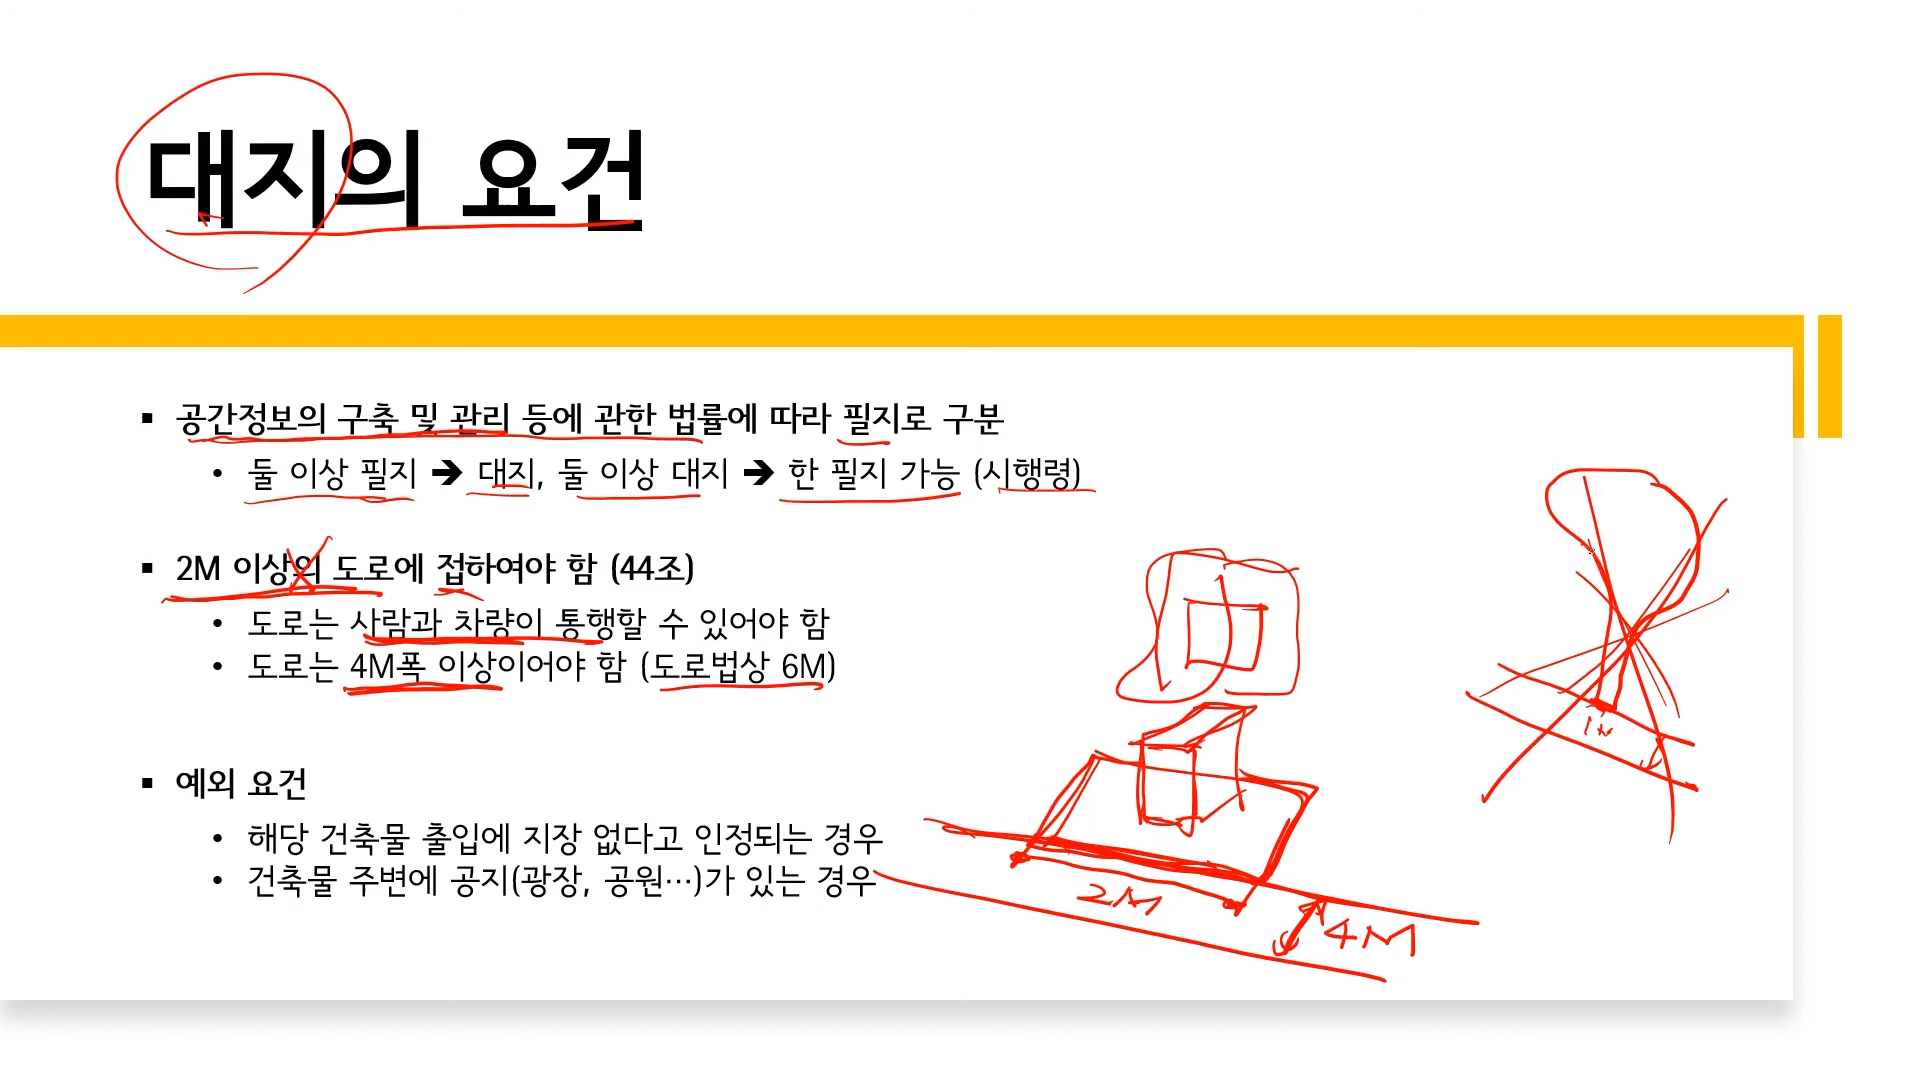 대지의 요건
▪ 공간정보의 구축 및 관리 등에 관한 법률에 따라 필지로 구분
• 둘 이상 필지 ➔ 대지, 둘 이상 대지 ➔ 한 필지 가능 (시행령)
▪ 2M 이상의 도로에 접하여야 함 (44조)
• 도로는 사람과 차량이 통행할 수 있어야 함
• 도로는 4M폭 이상이어야 함 (도로법상 6M)
▪ 예외 요건
• 해당 건축물 출입에 지장 없다고 인정되는 경우
• 건축물 주변에 공지(광장, 공원…)가 있는 경우
2M
4M
1M